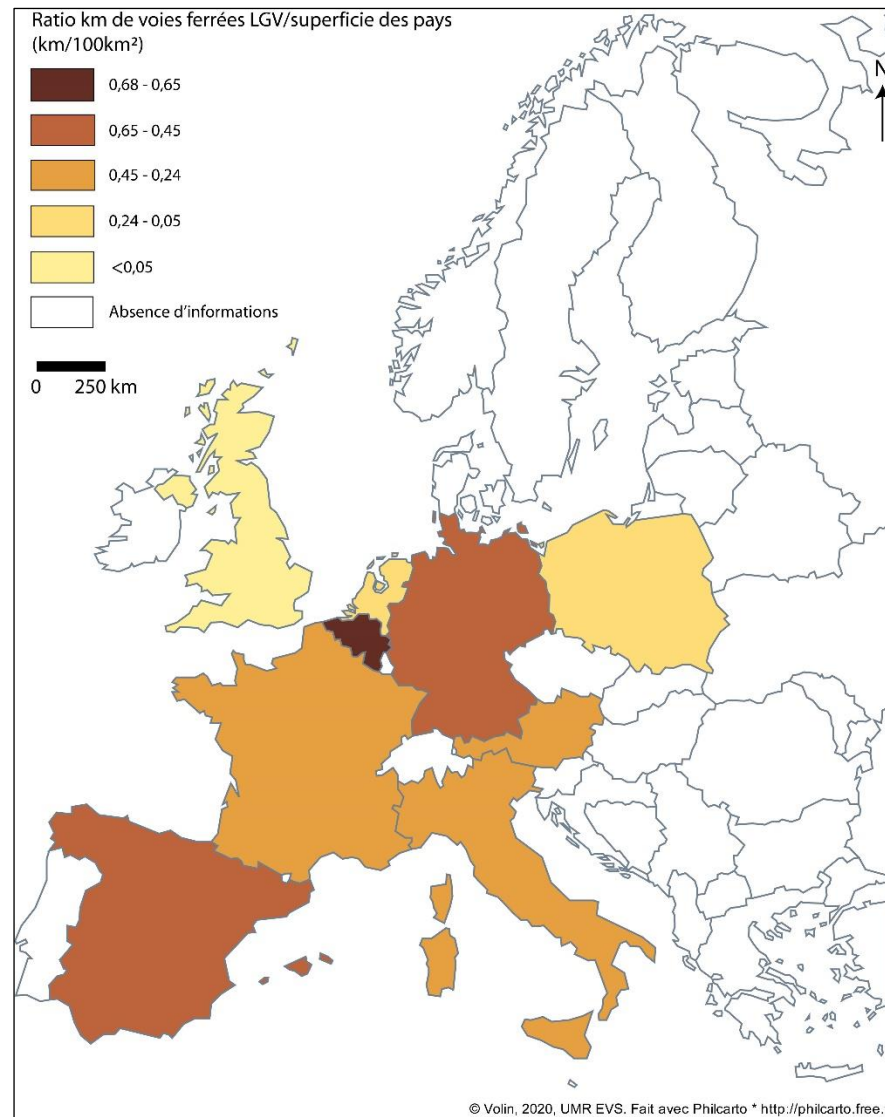 Ratio km de voies ferrées LGV/superficie des pays
(km/100km²)
0,68 - 0,65
0,65 - 0,45
0,45 - 0,24
0,24 - 0,05
<0,05
Absence d'informations
0 250 km
N
© Volin, 2020, UMR EVS. Fait avec Philcarto * http://philcarto.free.